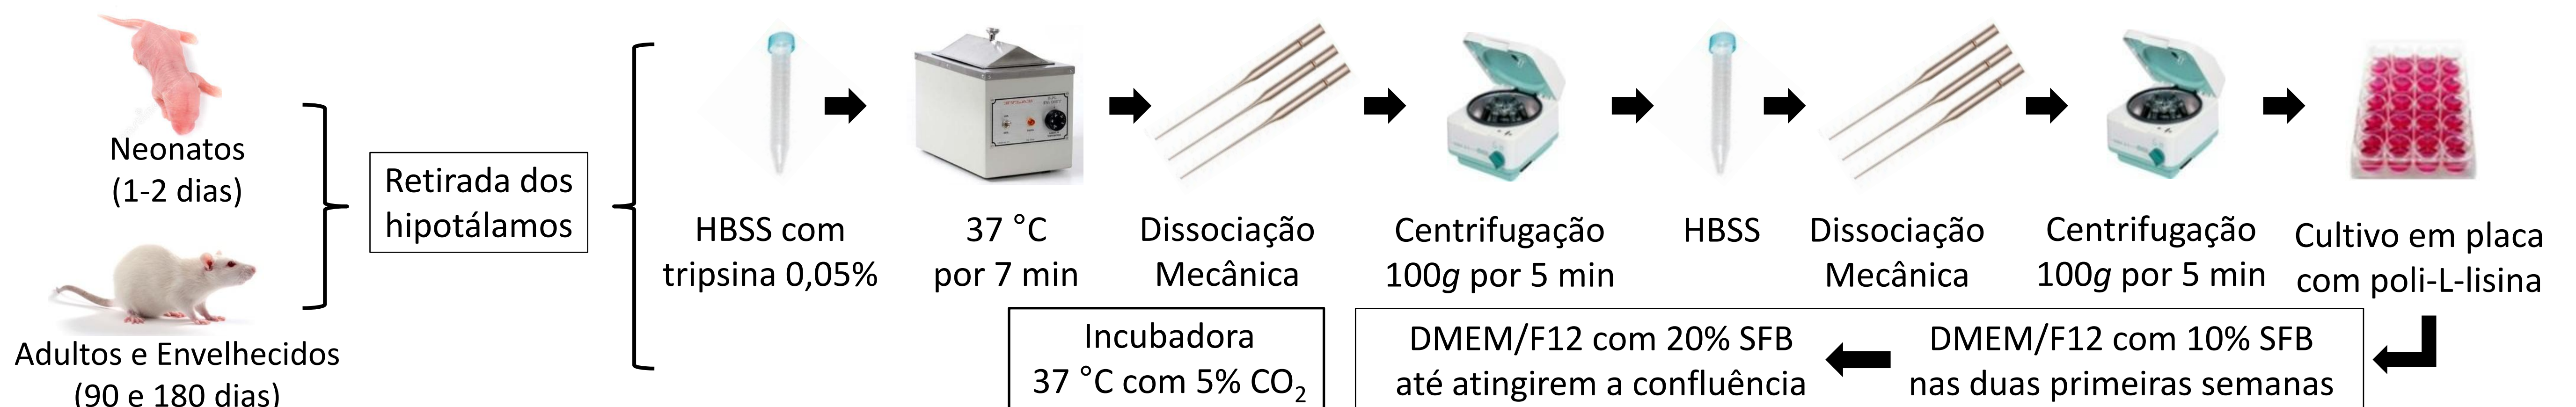 Neonatos
(1-2 dias)
Adultos e Envelhecidos
(90 e 180 dias)
Retirada dos
hipotálamos
HBSS com
tripsina 0,05%
37 °C
por 7 min
Dissociação
Mecânica
Centrifugação
100g por 5 min
HBSS
Dissociação
Mecânica
Centrifugação
100g por 5 min
Cultivo em placa
com poli-L-lisina
DMEM/F12 com 10% SFB
nas duas primeiras semanas
DMEM/F12 com 20% SFB
até atingirem a confluência
Incubadora
37 °C com 5% CO₂